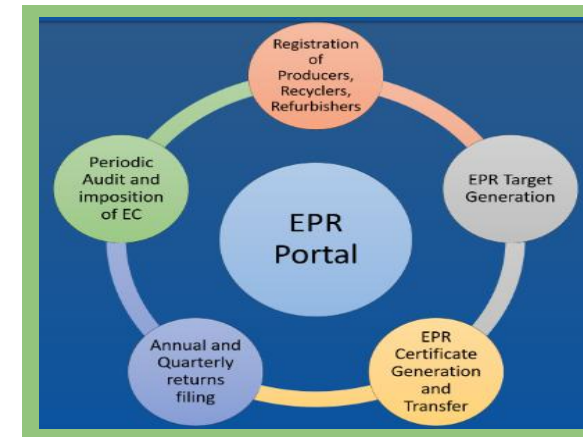 Registration
of
Producers,
Recyclers,
Refurbishers
EPR Target
Generation
EPR
Certificate
Generation
and
Transfer
Annual and
Quarterly
returns
filing
Periodic
Audit and
imposition
of EC
EPR
Portal